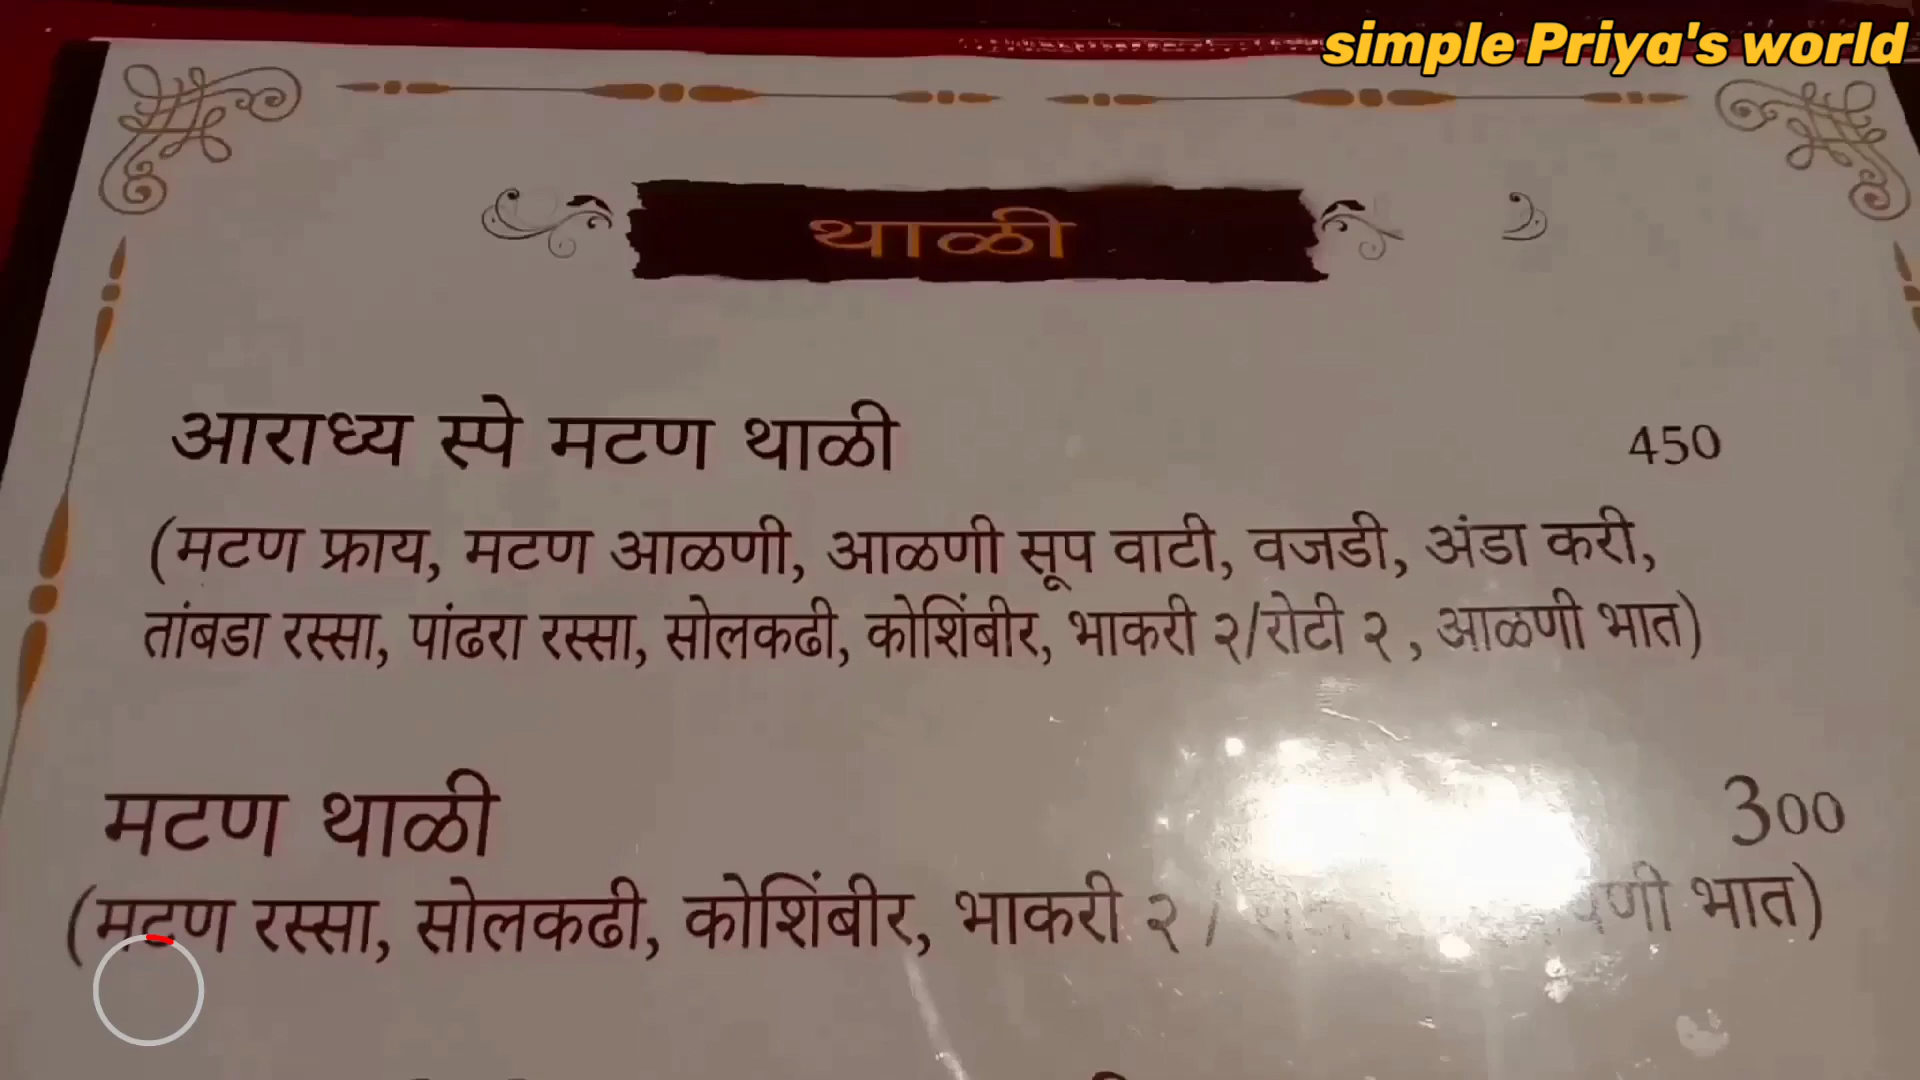 simple Priya's world
थाळी
आराध्य स्पे मटण थाळी 450
(मटण फ्राय, मटण आळणी, आळणी सूप वाटी, वजडी, अंडा करी,
तांबडा रस्सा, पांढरा रस्सा, सोलकढी, कोशिंबीर, भाकरी २/रोटी २ , आळणी भात)
मटण थाळी 300
(मटण रस्सा, सोलकढी, कोशिंबीर, भाकरी २ / भात)